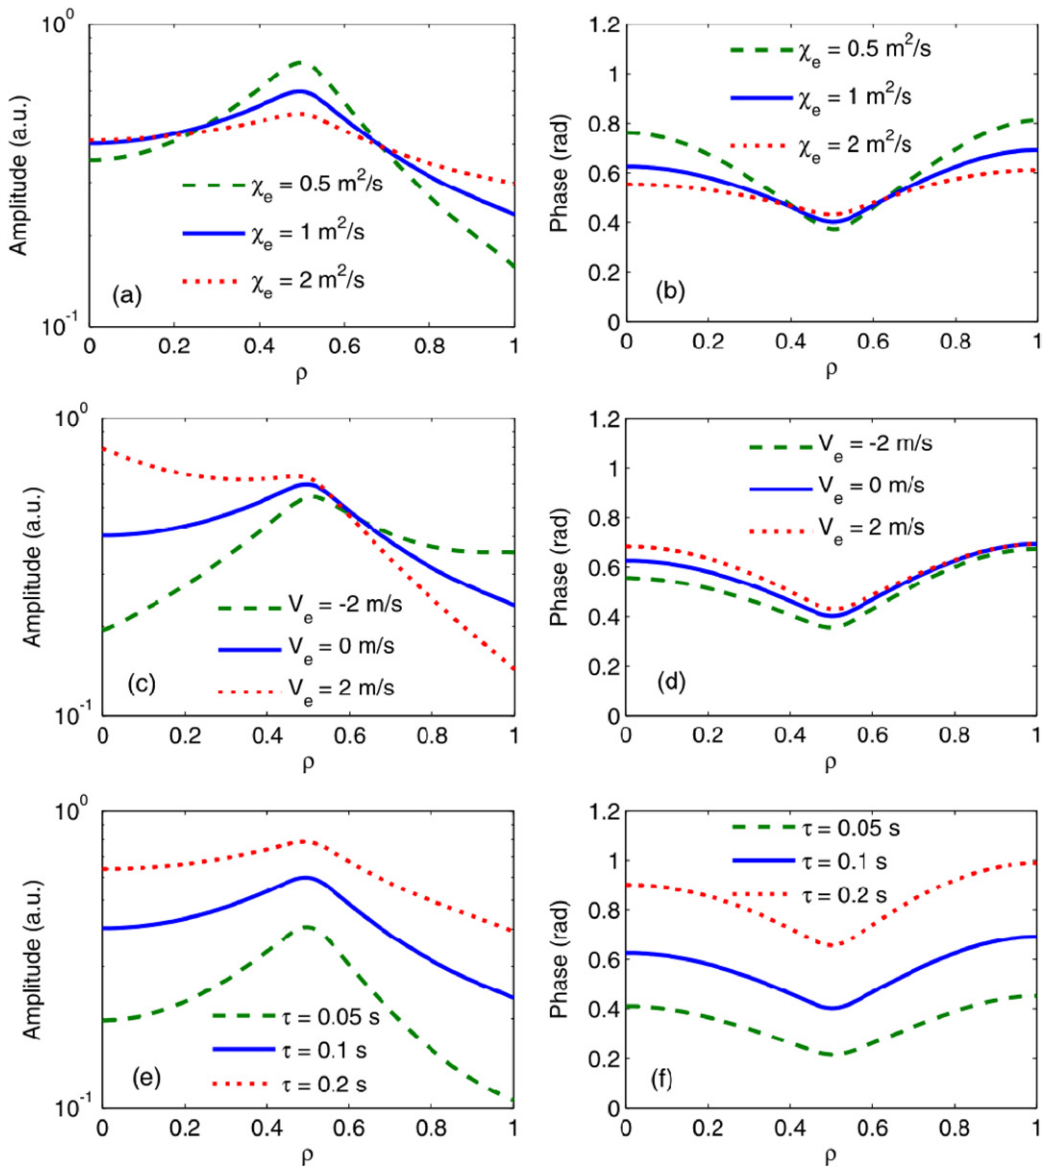 10⁰
Amplitude (a.u.)
χₑ = 0.5 m²/s
χₑ = 1 m²/s
χₑ = 2 m²/s
(a)
10⁻¹
0 0.2 0.4 0.6 0.8 1
ρ
1.2
1
0.8
0.6
0.4
0.2
0
Phase (rad)
χₑ = 0.5 m²/s
χₑ = 1 m²/s
χₑ = 2 m²/s
(b)
0 0.2 0.4 0.6 0.8 1
ρ
10⁰
Amplitude (a.u.)
Vₑ = -2 m/s
Vₑ = 0 m/s
Vₑ = 2 m/s
(c)
10⁻¹
0 0.2 0.4 0.6 0.8 1
ρ
1.2
1
0.8
0.6
0.4
0.2
0
Phase (rad)
Vₑ = -2 m/s
Vₑ = 0 m/s
Vₑ = 2 m/s
(d)
0 0.2 0.4 0.6 0.8 1
ρ
10⁰
Amplitude (a.u.)
τ = 0.05 s
τ = 0.1 s
τ = 0.2 s
(e)
10⁻¹
0 0.2 0.4 0.6 0.8 1
ρ
1.2
1
0.8
0.6
0.4
0.2
0
Phase (rad)
τ = 0.05 s
τ = 0.1 s
τ = 0.2 s
(f)
0 0.2 0.4 0.6 0.8 1
ρ